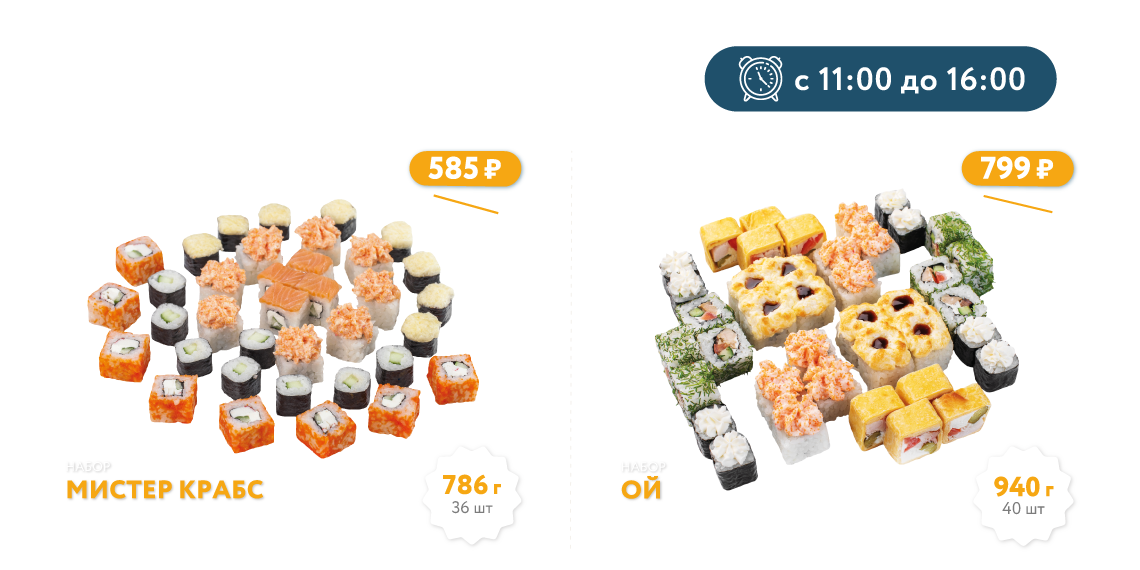 с 11:00 до 16:00
585 ₽
799 ₽
НАБОР
МИСТЕР КРАБС
786 г
36 шт
НАБОР
ОЙ
940 г
40 шт